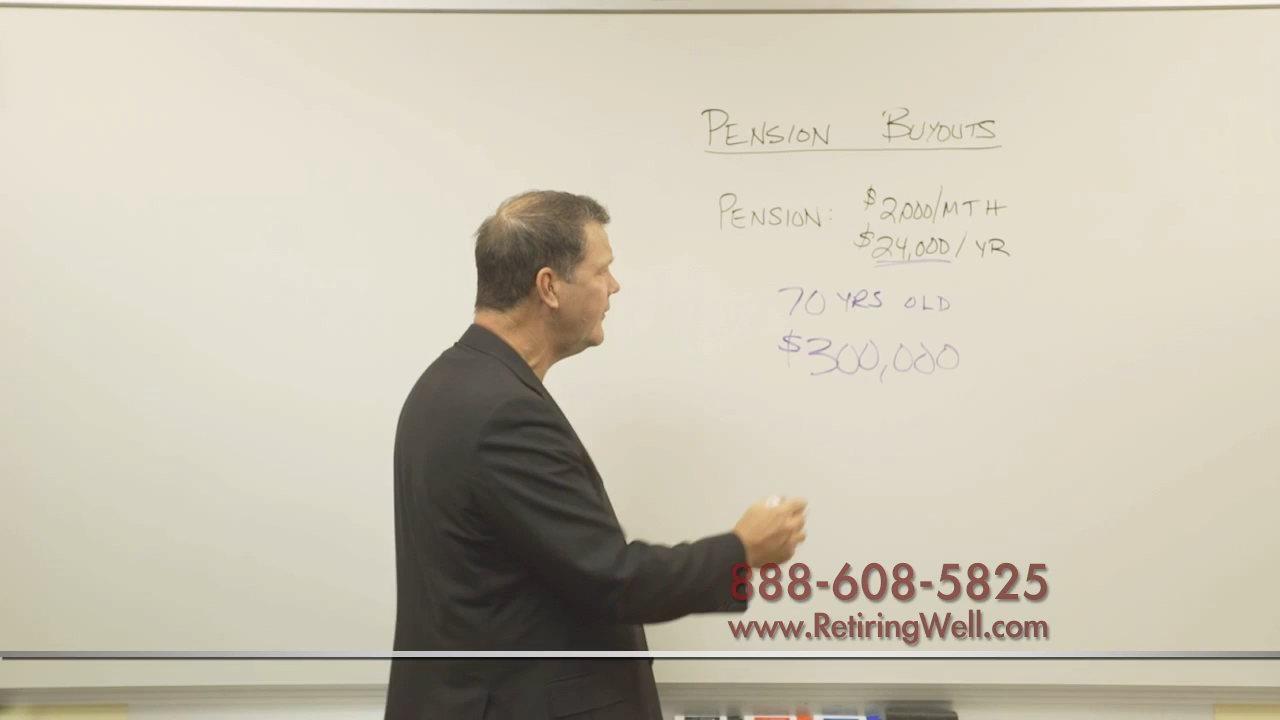 PENSION BUYOUTS
PENSION: $2,000/MTH
$24,000/YR
70 YRS OLD
$300,000
888-608-5825
www.RetiringWell.com